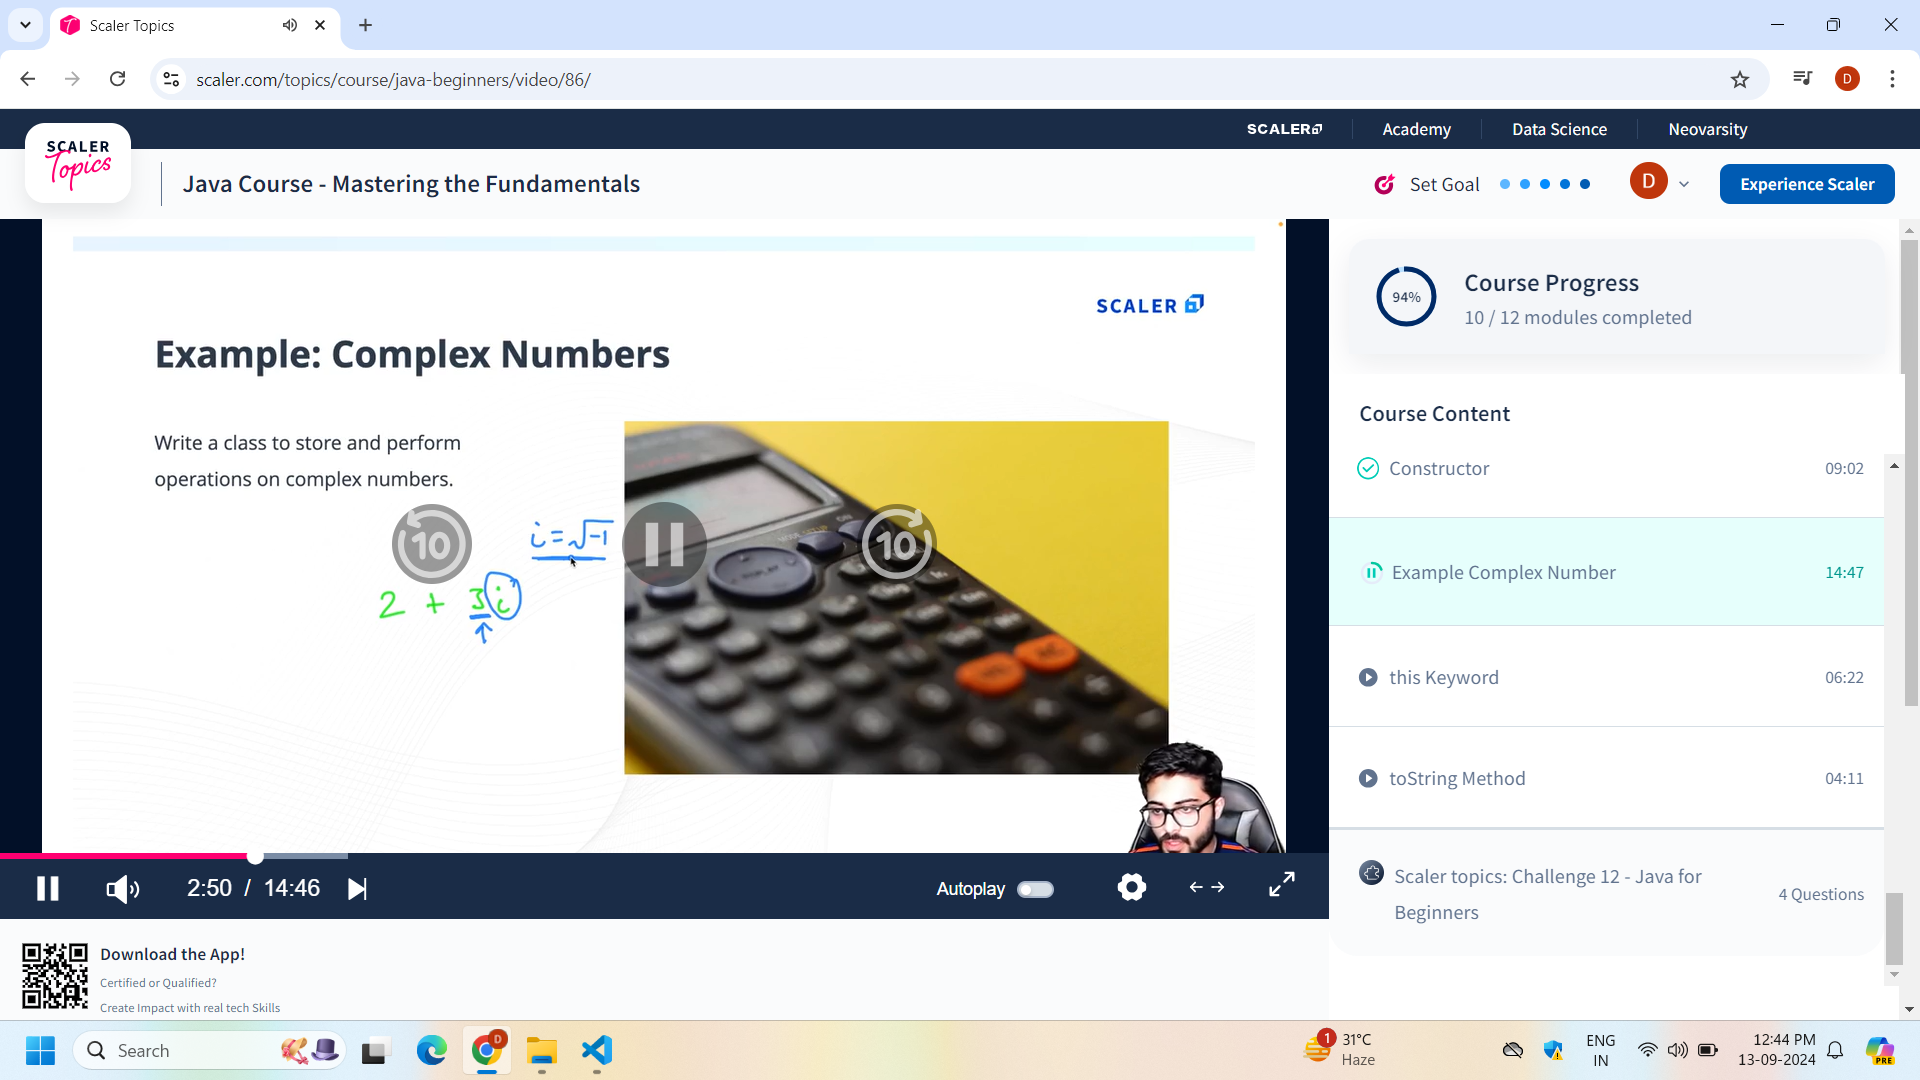 Scaler Topics
scaler.com/topics/course/java-beginners/video/86/
D
SCALER
Academy
Data Science
Neovarsity
SCALER
Topics
Java Course - Mastering the Fundamentals
Set Goal
D
Experience Scaler
SCALER
Example: Complex Numbers
Write a class to store and perform
operations on complex numbers.
10
10
i = √-1
2 + 3i
94%
Course Progress
10 / 12 modules completed
Course Content
Constructor
09:02
Example Complex Number
14:47
this Keyword
06:22
toString Method
04:11
Scaler topics: Challenge 12 - Java for
Beginners
4 Questions
2:50 / 14:46
Autoplay
Download the App!
Certified or Qualified?
Create Impact with real tech Skills
Search
D
1
31°C
Haze
ENG
IN
12:44 PM
13-09-2024
PRE